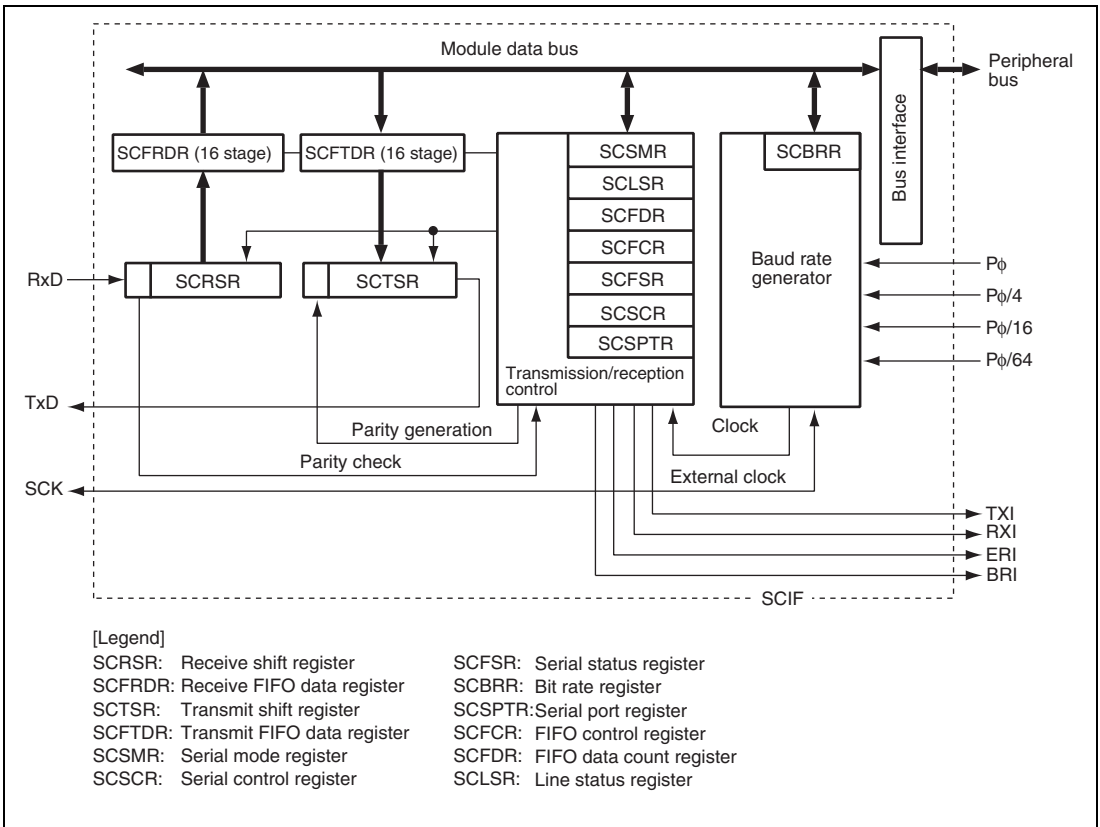 Module data bus
Peripheral
bus
Bus interface
SCFRDR (16 stage)
SCFTDR (16 stage)
SCSMR
SCLSR
SCFDR
SCFCR
SCFSR
SCSCR
SCSPTR
Transmission/reception
control
SCBRR
Baud rate
generator
RxD
SCRSR
SCTSR
Pϕ
Pϕ/4
Pϕ/16
Pϕ/64
TxD
Parity generation
Clock
Parity check
External clock
SCK
TXI
RXI
ERI
BRI
SCIF
[Legend]
SCRSR: Receive shift register
SCFRDR: Receive FIFO data register
SCTSR: Transmit shift register
SCFTDR: Transmit FIFO data register
SCSMR: Serial mode register
SCSCR: Serial control register
SCFSR: Serial status register
SCBRR: Bit rate register
SCSPTR:Serial port register
SCFCR: FIFO control register
SCFDR: FIFO data count register
SCLSR: Line status register